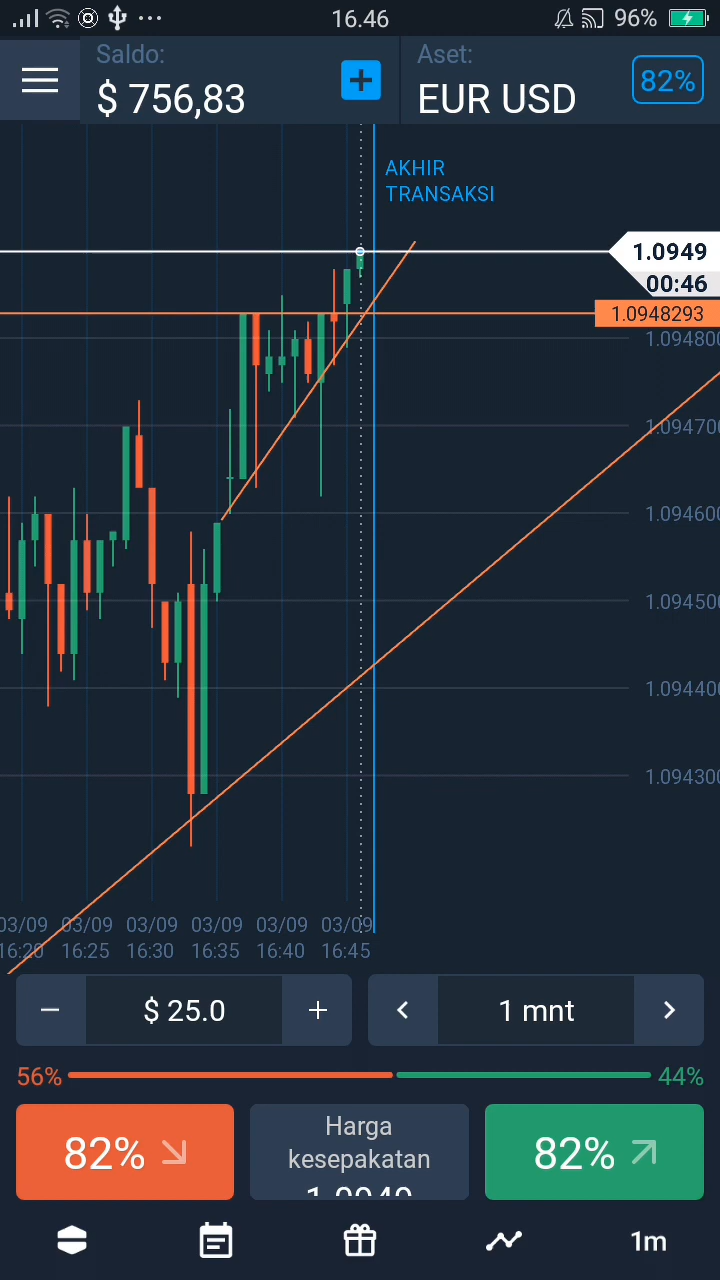 16.46
96%
Saldo:
$ 756,83
Aset:
EUR USD
82%
AKHIR
TRANSAKSI
1.0949
00:46
1.0948293
1.094800
1.094700
1.094600
1.094500
1.094400
1.094300
03/09 03/09 03/09 03/09 03/09 03/09
16:20 16:25 16:30 16:35 16:40 16:45
$ 25.0
1 mnt
56%
44%
82%
Harga
kesepakatan
1.0949
82%
1m